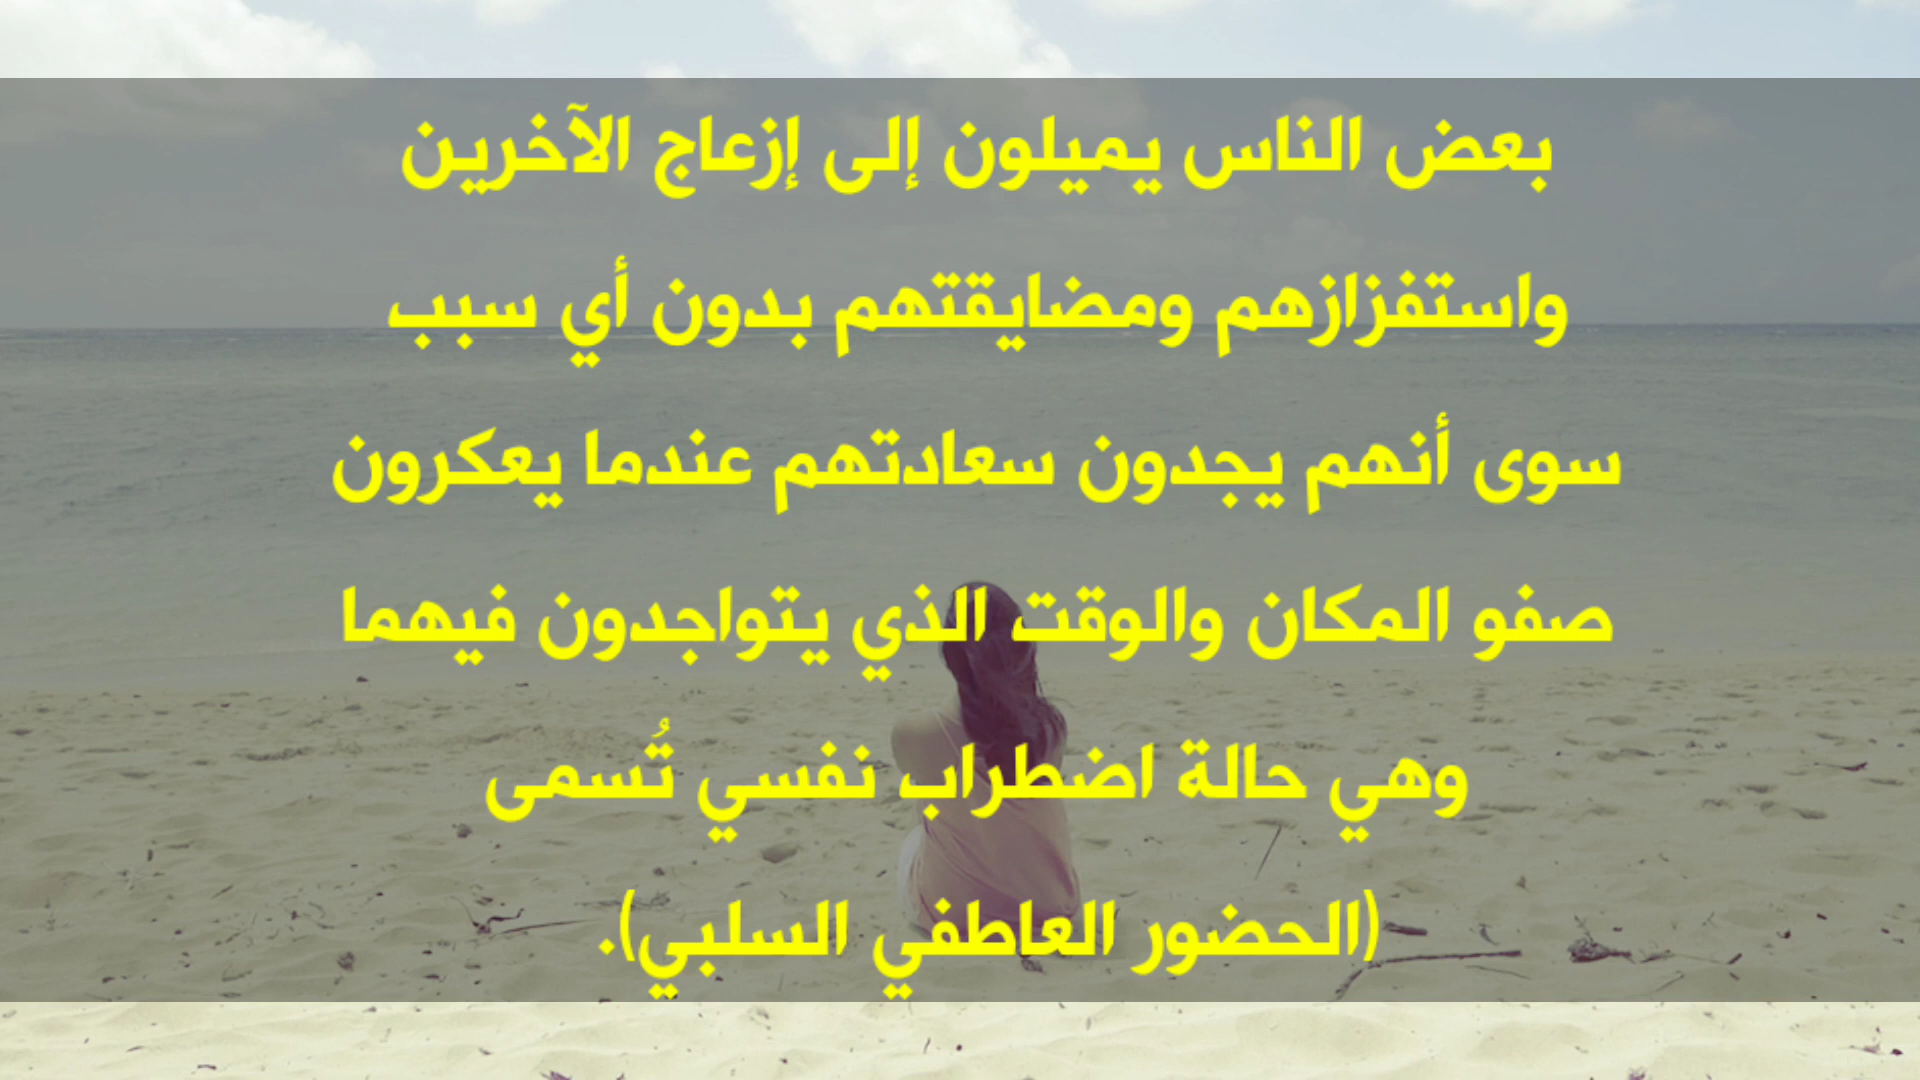 بعض الناس يميلون إلى إزعاج الآخرين
واستفزازهم ومضايقتهم بدون أي سبب
سوى أنهم يجدون سعادتهم عندما يعكرون
صفو المكان والوقت الذي يتواجدون فيهما
وهي حالة اضطراب نفسي تُسمى
(الحضور العاطفي السلبي).